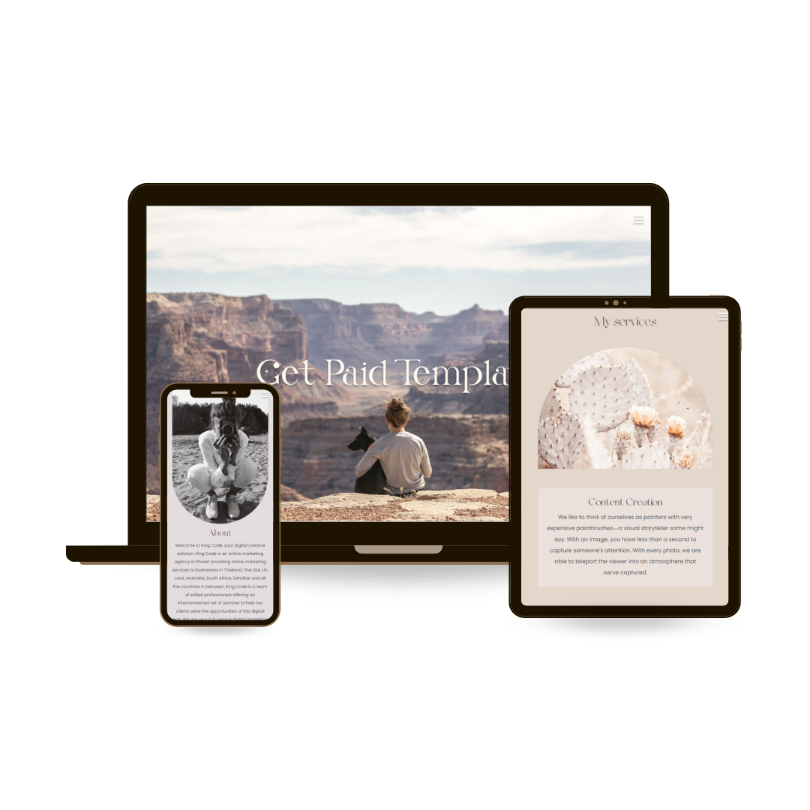 Get Paid Templa
My services
Content Creation
We like to think of ourselves as painters with very
expensive paintbrushes—a visual storyteller some might
say. With an image, you have less than a second to
capture someone's attention. With every photo, we are
able to teleport the viewer into an atmosphere that
we've captured.
About
Welcome to King Code, your digital creative
solution. King Code is an online marketing
agency in Phuket providing online marketing
services to businesses in Thailand, The USA, UK,
Laos, Australia, South Africa, Zanzibar and all
the countries in between. King Code is a team
of skilled professionals offering an
interconnected set of services to help our
clients seize the opportunities of this digital